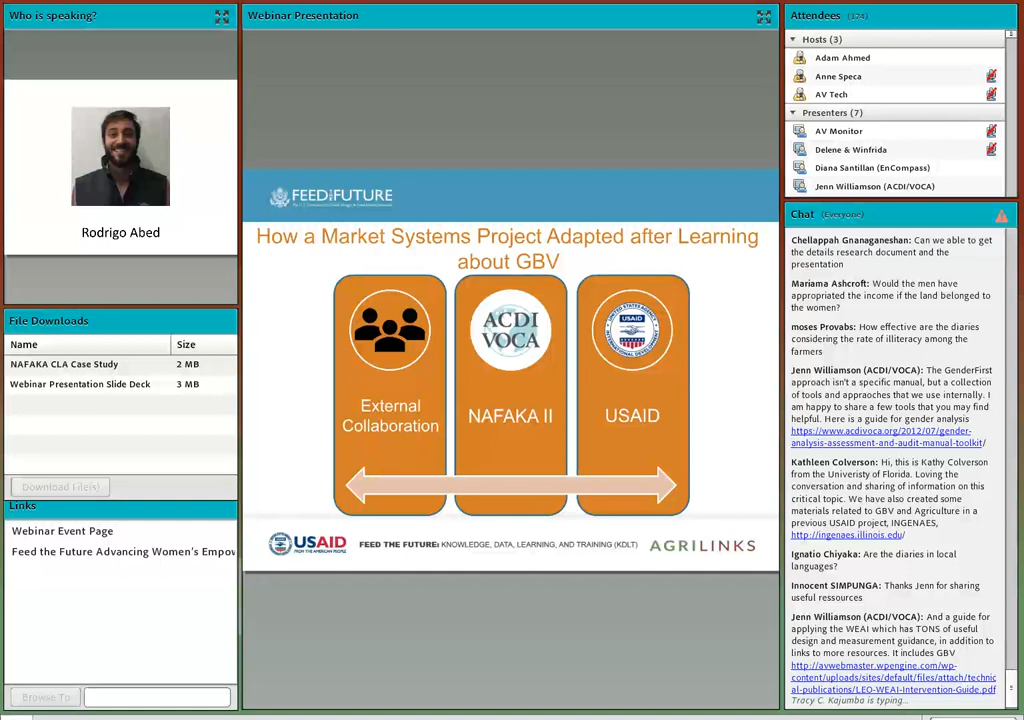 Who is speaking?
Rodrigo Abed
File Downloads
Name Size
NAFAKA CLA Case Study 2 MB
Webinar Presentation Slide Deck 3 MB
Download File(s)
Links
Webinar Event Page
Feed the Future Advancing Women's Empov
Browse To
Webinar Presentation
FEED THE FUTURE
How a Market Systems Project Adapted after Learning
about GBV
External
Collaboration
ACDI
VOCA
NAFAKA II
UNITED STATES AGENCY
USAID
INTERNATIONAL DEVELOPMENT
USAID
USAID
FROM THE AMERICAN PEOPLE
FEED THE FUTURE: KNOWLEDGE, DATA, LEARNING, AND TRAINING (KDLT)
AGRILINKS
Attendees (174)
Hosts (3)
Adam Ahmed
Anne Speca
AV Tech
Presenters (7)
AV Monitor
Delene & Winfrida
Diana Santillan (EnCompass)
Jenn Williamson (ACDI/VOCA)
Chat (Everyone)
Chellappah Gnanaganeshan: Can we able to get
the details research document and the
presentation
Mariama Ashcroft: Would the men have
appropriated the income if the land belonged to
the women?
moses Provabs: How effective are the diaries
considering the rate of illiteracy among the
farmers
Jenn Williamson (ACDI/VOCA): The GenderFirst
approach isn't a specific manual, but a collection
of tools and appraoches that we use internally. I
am happy to share a few tools that you may find
helpful. Here is a guide for gender analysis
https://www.acdivoca.org/2012/07/gender-
analysis-assessment-and-audit-manual-toolkit/
Kathleen Colverson: Hi, this is Kathy Colverson
from the Univeristy of Florida. Loving the
conversation and sharing of information on this
critical topic. We have also created some
materials related to GBV and Agriculture in a
previous USAID project, INGENAES,
http://ingenaes.illinois.edu/
Ignatio Chiyaka: Are the diaries in local
languages?
Innocent SIMPUNGA: Thanks Jenn for sharing
useful ressources
Jenn Williamson (ACDI/VOCA): And a guide for
applying the WEAI which has TONS of useful
design and measurement guidance, in addition to
links to more resources. It includes GBV
http://avwebmaster.wpengine.com/wp-
content/uploads/sites/default/files/attach/technic
al-publications/LEO-WEAI-Intervention-Guide.pdf
Tracy C. Kajumba is typing...